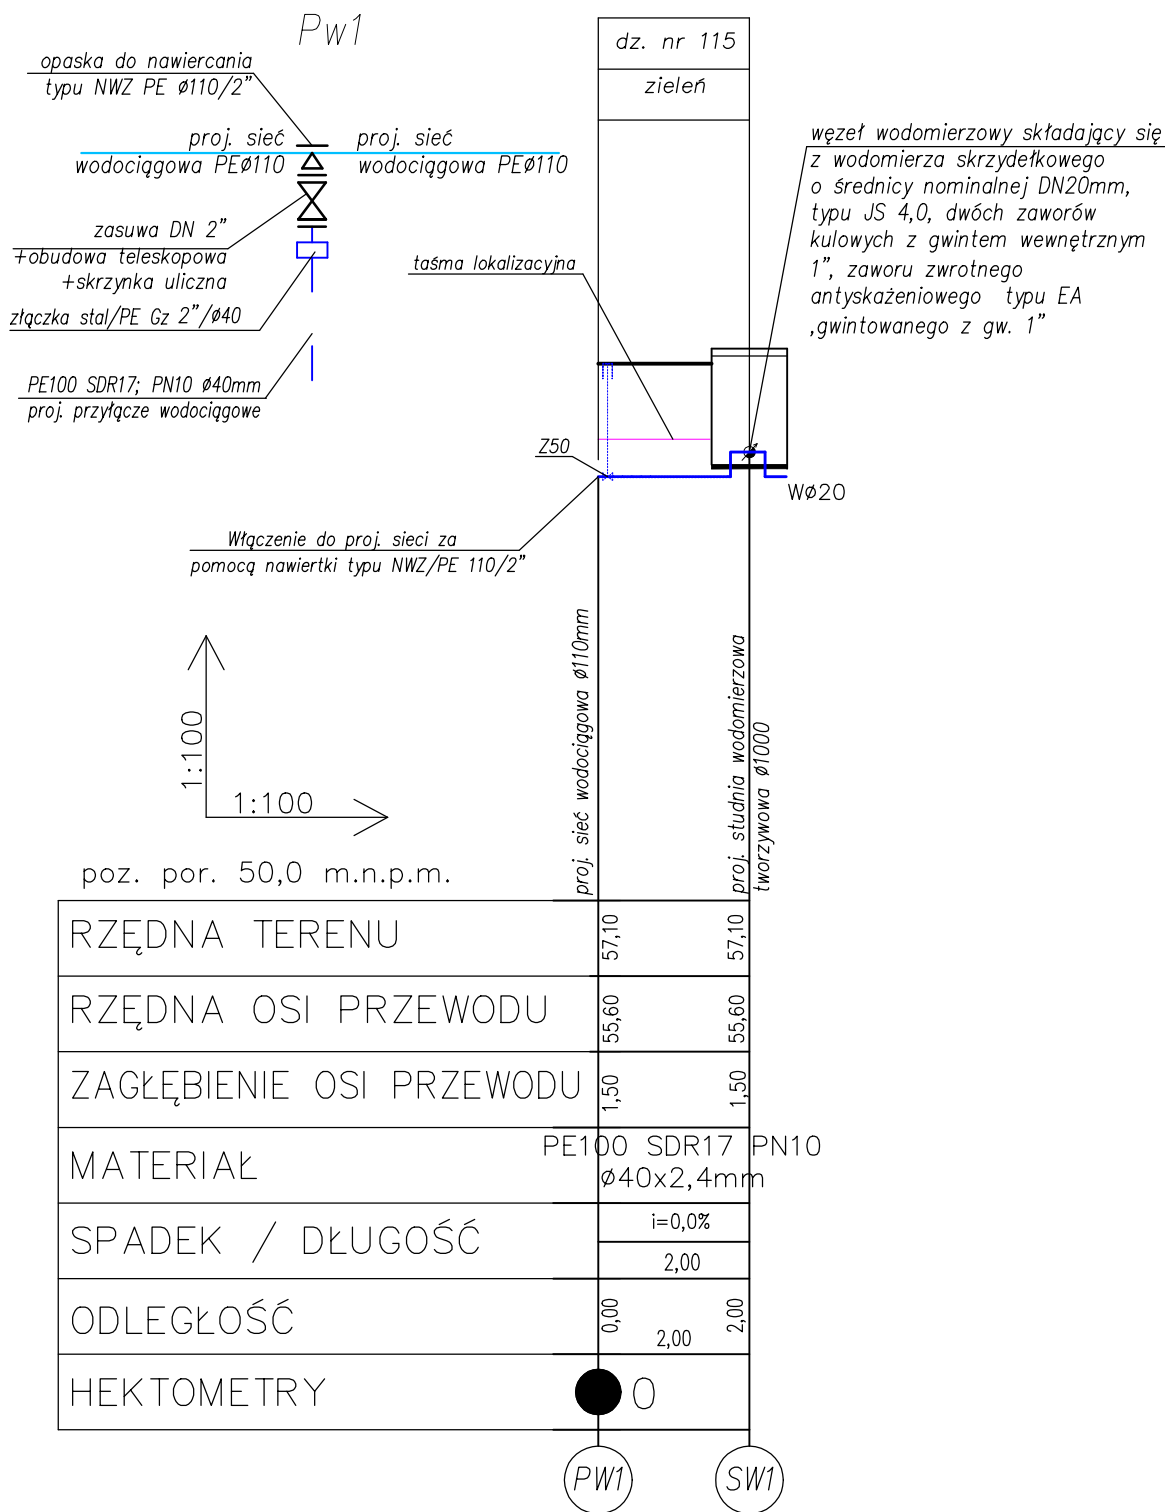 Pw1
opaska do nawiercania
typu NWZ PE ø110/2"
proj. sieć
wodociągowa PEø110
proj. sieć
wodociągowa PEø110
zasuwa DN 2"
+obudowa teleskopowa
+skrzynka uliczna
złączka stal/PE Gz 2"/ø40
PE100 SDR17; PN10 ø40mm
proj. przyłącze wodociągowe
dz. nr 115
zieleń
węzeł wodomierzowy składający się
z wodomierza skrzydełkowego
o średnicy nominalnej DN20mm,
typu JS 4,0, dwóch zaworów
kulowych z gwintem wewnętrznym
1", zaworu zwrotnego
antyskażeniowego typu EA
,gwintowanego z gw. 1"
taśma lokalizacyjna
Z50
Wø20
Włączenie do proj. sieci za
pomocą nawiertki typu NWZ/PE 110/2"
proj. sieć wodociągowa ø110mm
proj. studnia wodomierzowa
tworzywowa ø1000
1:100
1:100
poz. por. 50,0 m.n.p.m.
RZĘDNA TERENU
57,10
57,10
RZĘDNA OSI PRZEWODU
55,60
55,60
ZAGŁĘBIENIE OSI PRZEWODU
1,50
1,50
MATERIAŁ
PE100 SDR17 PN10
ø40x2,4mm
SPADEK / DŁUGOŚĆ
i=0,0%
2,00
ODLEGŁOŚĆ
0,00
2,00
2,00
HEKTOMETRY
0
PW1
SW1